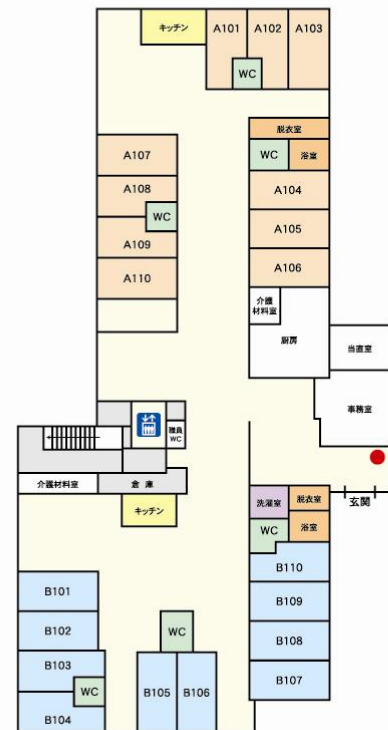 キッチン
A101
A102
A103
WC
脱衣室
WC
浴室
A107
A108
WC
A109
A110
A104
A105
A106
介護
材料室
厨房
当直室
事務室
職員
WC
介護材料室
倉庫
キッチン
洗濯室
脱衣室
WC
浴室
玄関
B110
B109
B108
B107
B101
B102
B103
WC
B104
WC
B105
B106